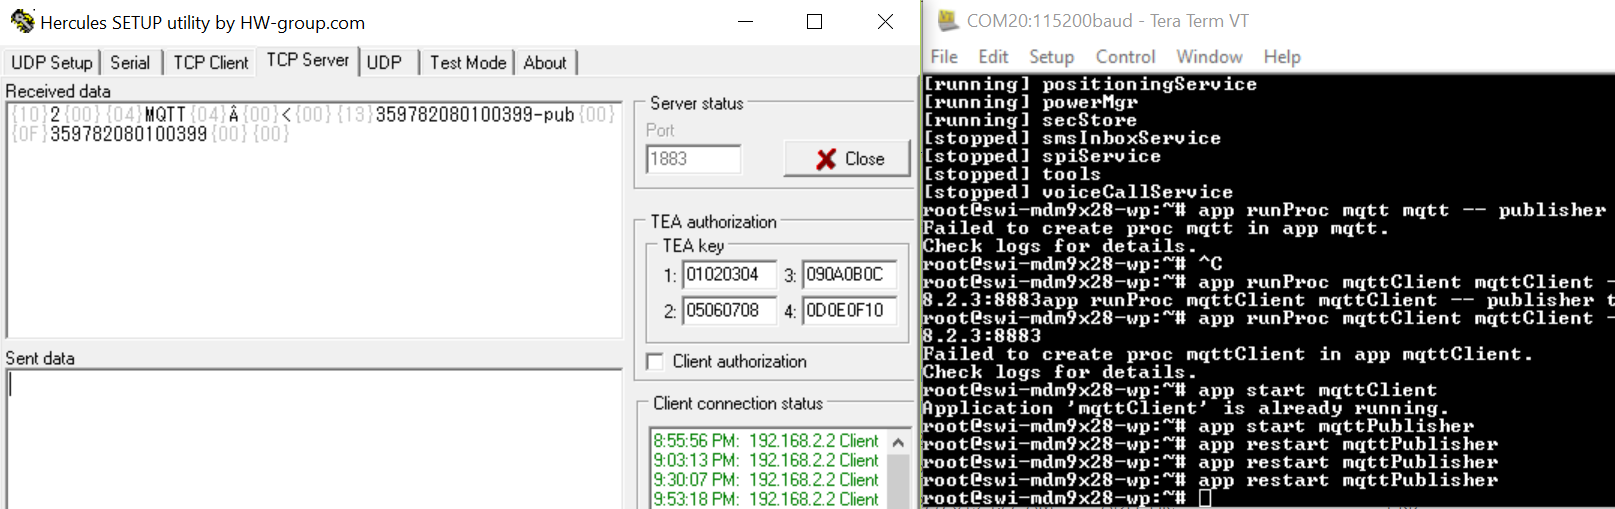 Hercules SETUP utility by HW-group.com
UDP Setup Serial TCP Client TCP Server UDP Test Mode About
Received data
{10}2{00}{04}MQTT{04}Â{00}<{00}{13}359782080100399-pub{00}
{0F}359782080100399{00}{00}
Sent data
Server status
Port
1883
Close
TEA authorization
TEA key
1: 01020304 3: 090A0B0C
2: 05060708 4: 0D0E0F10
Client authorization
Client connection status
8:55:56 PM: 192.168.2.2 Client
9:03:13 PM: 192.168.2.2 Client
9:30:07 PM: 192.168.2.2 Client
9:53:18 PM: 192.168.2.2 Client
COM20:115200baud - Tera Term VT
File Edit Setup Control Window Help
[running] positioningService
[running] powerMgr
[running] secStore
[stopped] smsInboxService
[stopped] spiService
[stopped] tools
[stopped] voiceCallService
root@swi-mdm9x28-wp:~# app runProc mqtt mqtt -- publisher
Failed to create proc mqtt in app mqtt.
Check logs for details.
root@swi-mdm9x28-wp:~# ^C
root@swi-mdm9x28-wp:~# app runProc mqttClient mqttClient -
8.2.3:8883app runProc mqttClient mqttClient -- publisher t
root@swi-mdm9x28-wp:~# app runProc mqttClient mqttClient -
8.2.3:8883
Failed to create proc mqttClient in app mqttClient.
Check logs for details.
root@swi-mdm9x28-wp:~# app start mqttClient
Application 'mqttClient' is already running.
root@swi-mdm9x28-wp:~# app start mqttPublisher
root@swi-mdm9x28-wp:~# app restart mqttPublisher
root@swi-mdm9x28-wp:~# app restart mqttPublisher
root@swi-mdm9x28-wp:~# app restart mqttPublisher
root@swi-mdm9x28-wp:~#